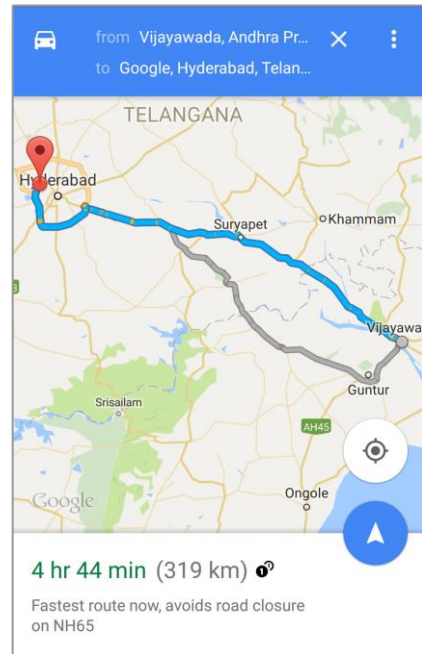 from Vijayawada, Andhra Pr...
to Google, Hyderabad, Telan...
TELANGANA
Hyderabad
Suryapet
Khammam
Vijayawa
Guntur
Srisailam
AH45
Ongole
Google
4 hr 44 min (319 km)
Fastest route now, avoids road closure
on NH65